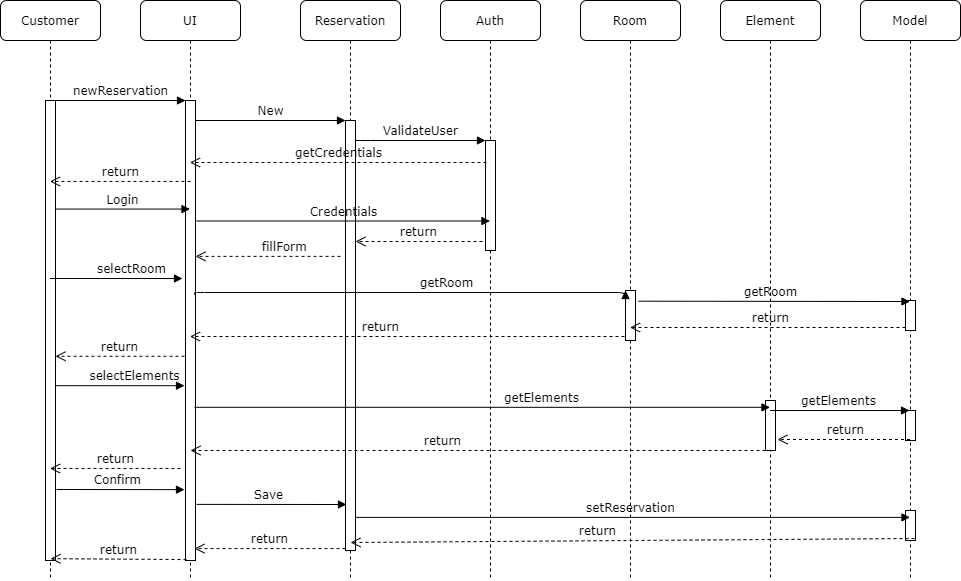 Customer
UI
Reservation
Auth
Room
Element
Model
newReservation
New
ValidateUser
getCredentials
return
Login
Credentials
return
fillForm
selectRoom
getRoom
getRoom
return
return
return
selectElements
getElements
getElements
return
return
return
Confirm
Save
setReservation
return
return
return